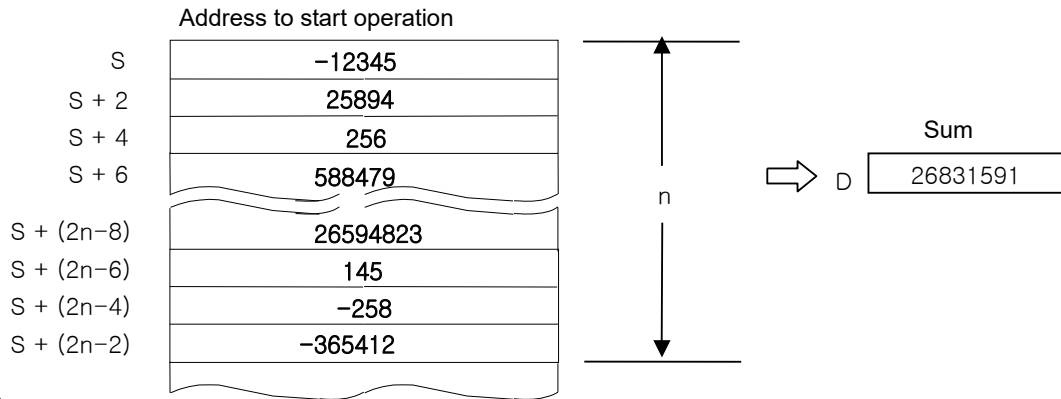 Address to start operation
S -12345
S + 2 25894
S + 4 256
S + 6 588479
S + (2n-8) 26594823
S + (2n-6) 145
S + (2n-4) -258
S + (2n-2) -365412
n
Sum
D 26831591